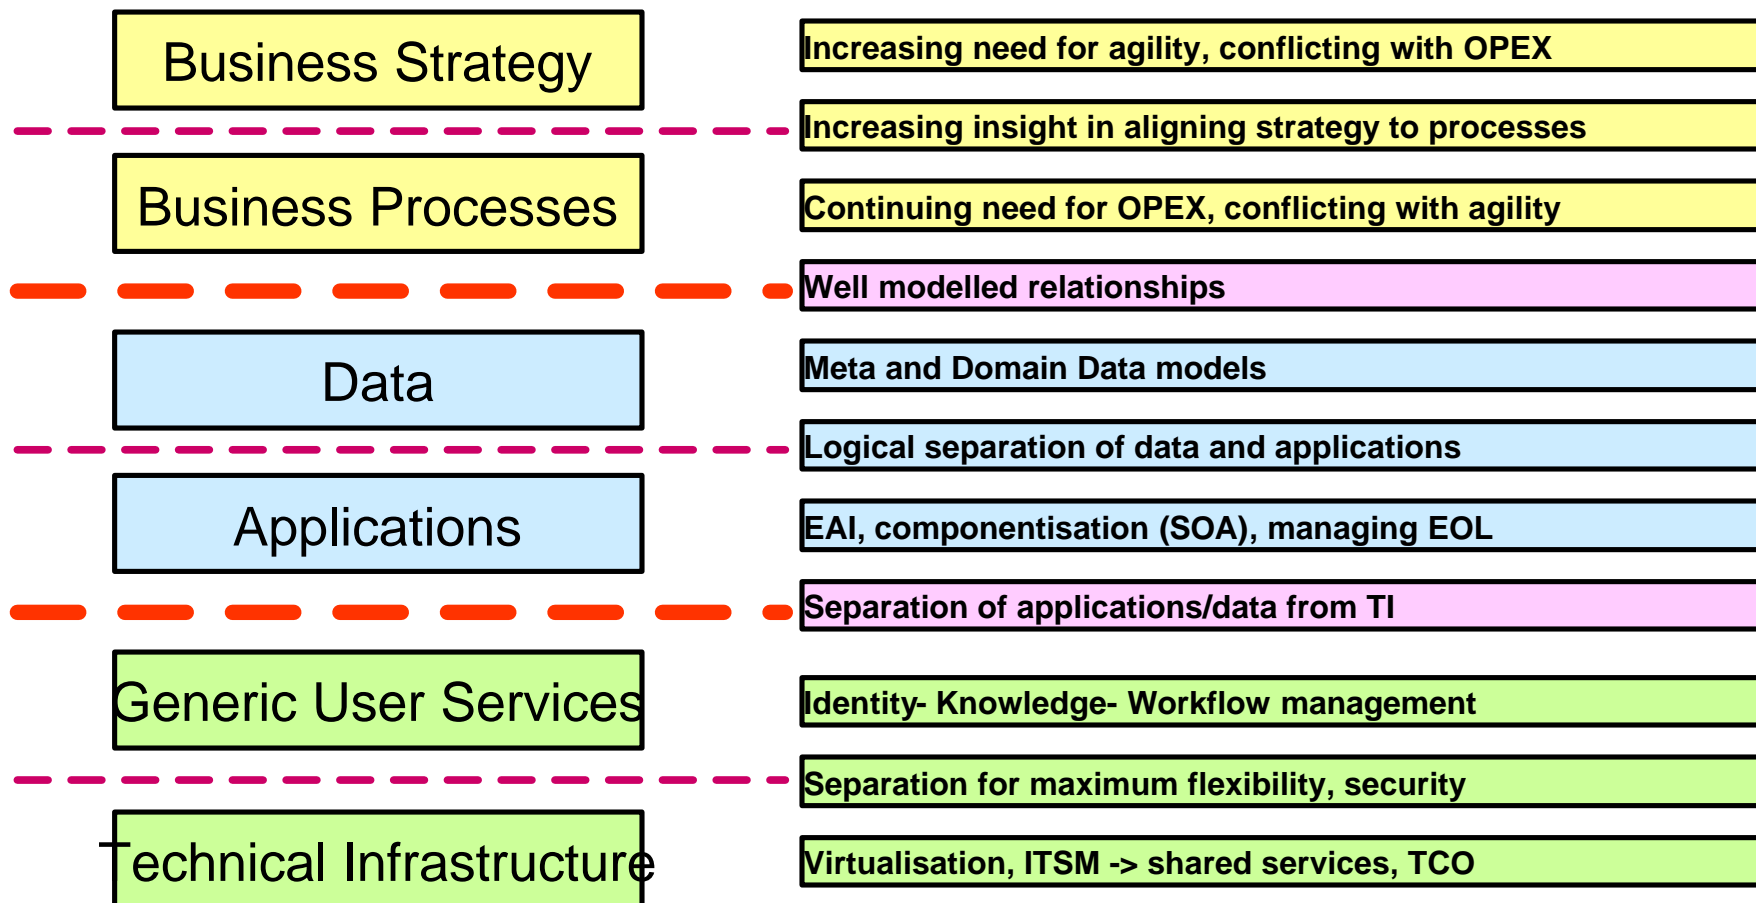 Business Strategy
Increasing need for agility, conflicting with OPEX
Increasing insight in aligning strategy to processes
Business Processes
Continuing need for OPEX, conflicting with agility
Well modelled relationships
Data
Meta and Domain Data models
Logical separation of data and applications
Applications
EAI, componentisation (SOA), managing EOL
Separation of applications/data from TI
Generic User Services
Identity- Knowledge- Workflow management
Separation for maximum flexibility, security
Technical Infrastructure
Virtualisation, ITSM -> shared services, TCO